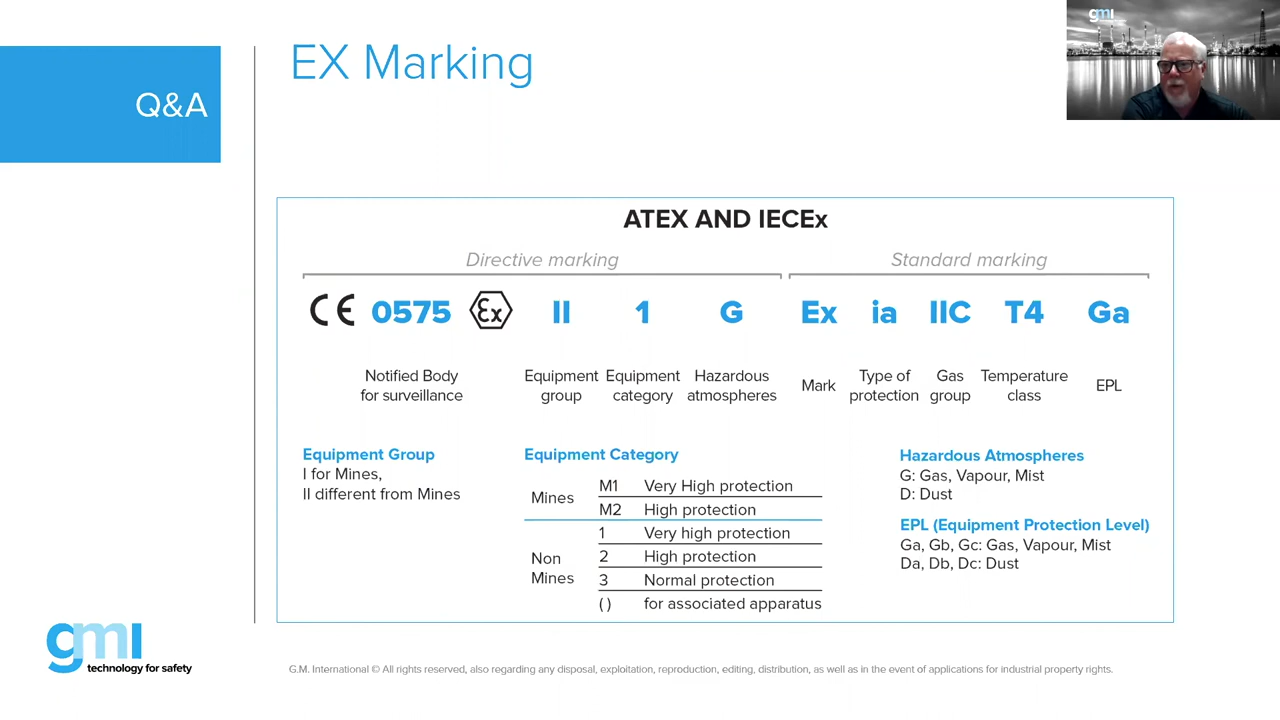 gmi
Q&A
EX Marking
ATEX AND IECEx
Directive marking
Standard marking
CE 0575 Ex II 1 G Ex ia IIC T4 Ga
Notified Body
for surveillance
Equipment
group
Equipment
category
Hazardous
atmospheres
Mark
Type of
protection
Gas
group
Temperature
class
EPL
Equipment Group
I for Mines,
II different from Mines
Equipment Category
Mines
M1 Very High protection
M2 High protection
Non
Mines
1 Very high protection
2 High protection
3 Normal protection
( ) for associated apparatus
Hazardous Atmospheres
G: Gas, Vapour, Mist
D: Dust
EPL (Equipment Protection Level)
Ga, Gb, Gc: Gas, Vapour, Mist
Da, Db, Dc: Dust
gmi
technology for safety
G.M. International © All rights reserved, also regarding any disposal, exploitation, reproduction, editing, distribution, as well as in the event of applications for industrial property rights.